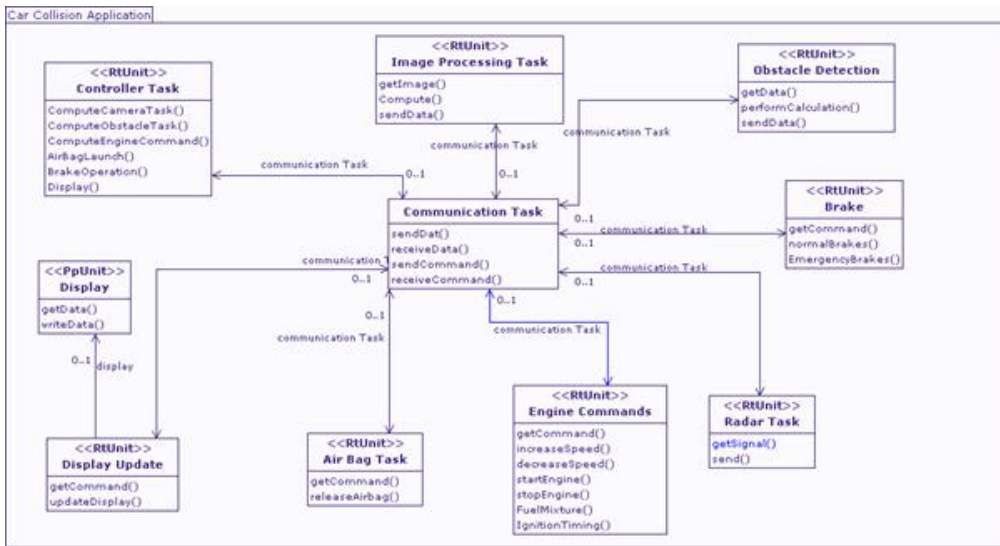 Car Collision Application
<<RtUnit>>
Controller Task
ComputeCameraTask()
ComputeObstacleTask()
ComputeEngineCommand()
AirBagLaunch()
BrakeOperation()
Display()
<<RtUnit>>
Image Processing Task
getImage()
Compute()
sendData()
<<RtUnit>>
Obstacle Detection
getData()
performCalculation()
sendData()
communication Task
communication Task
communication Task
0..1
0..1
0..1
Communication Task
sendDat()
receiveData()
sendCommand()
receiveCommand()
<<RtUnit>>
Brake
getCommand()
normalBrakes()
EmergencyBrakes()
communication Task
0..1
communication Task
0..1
communication T
0..1
<<PpUnit>>
Display
getData()
writeData()
0..1
display
0..1
communication Task
0..1
communication Task
<<RtUnit>>
Display Update
getCommand()
updateDisplay()
<<RtUnit>>
Air Bag Task
getCommand()
releaseAirbag()
<<RtUnit>>
Engine Commands
getCommand()
increaseSpeed()
decreaseSpeed()
startEngine()
stopEngine()
FuelMixture()
IgnitionTiming()
<<RtUnit>>
Radar Task
getSignal()
send()